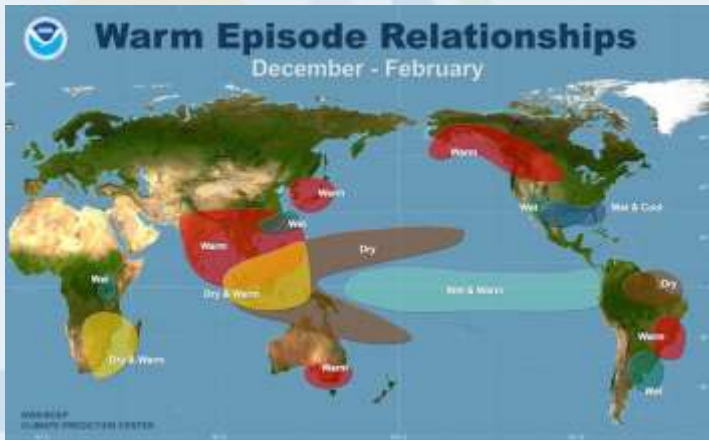 Warm Episode Relationships
December - February
Warm
Warm
Wet
Wet & Cool
Wet
Warm
Dry
Wet
Dry & Warm
Wet & Warm
Dry
Warm
Dry & Warm
Warm
Wet
CLIMATE PREDICTION CENTER